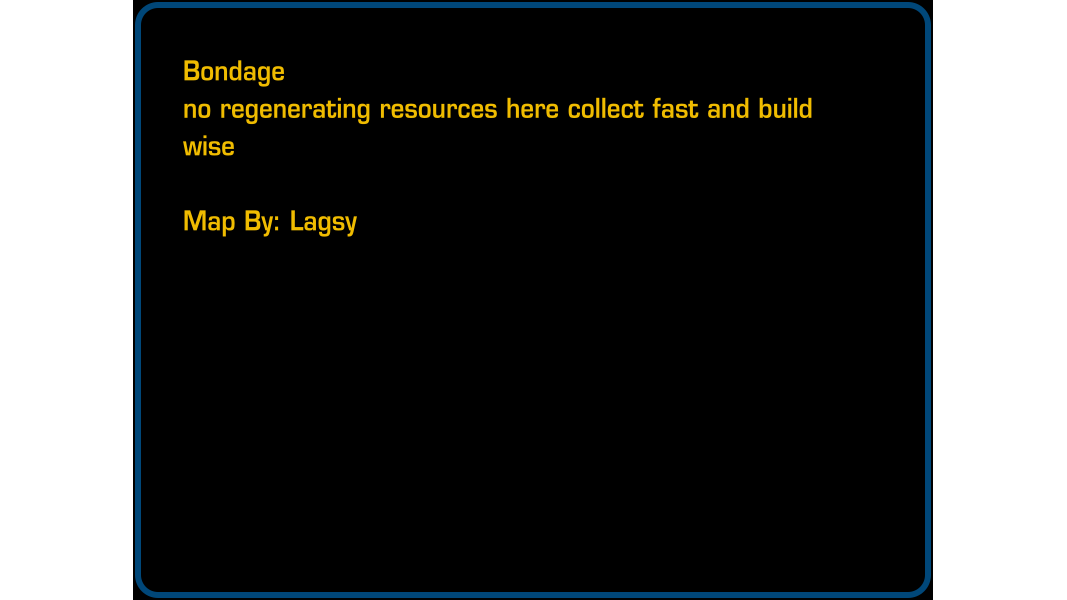 Bondage
no regenerating resources here collect fast and build
wise
Map By: Lagsy